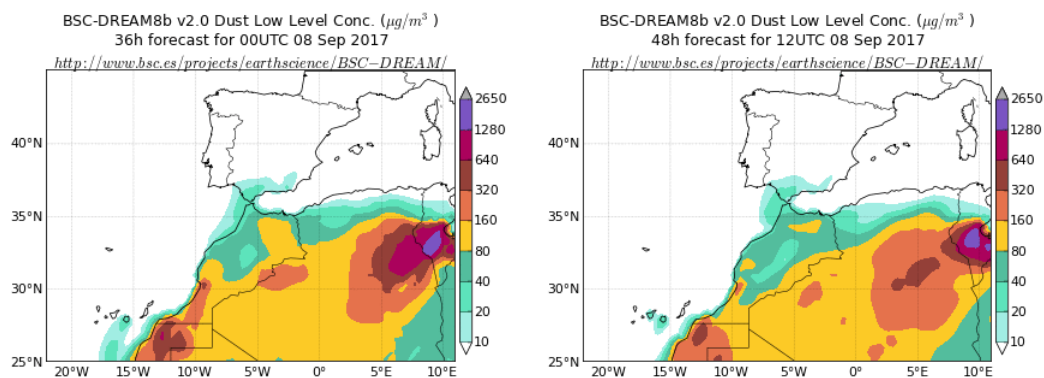 BSC-DREAM8b v2.0 Dust Low Level Conc. (μg/m³ )
36h forecast for 00UTC 08 Sep 2017
http://www.bsc.es/projects/earthscience/BSC−DREAM/
40°N
35°N
30°N
25°N
20°W
15°W
10°W
5°W
0°
5°E
10°E
2650
1280
640
320
160
80
40
20
10
BSC-DREAM8b v2.0 Dust Low Level Conc. (μg/m³ )
48h forecast for 12UTC 08 Sep 2017
http://www.bsc.es/projects/earthscience/BSC−DREAM/
40°N
35°N
30°N
25°N
20°W
15°W
10°W
5°W
0°
5°E
10°E
2650
1280
640
320
160
80
40
20
10